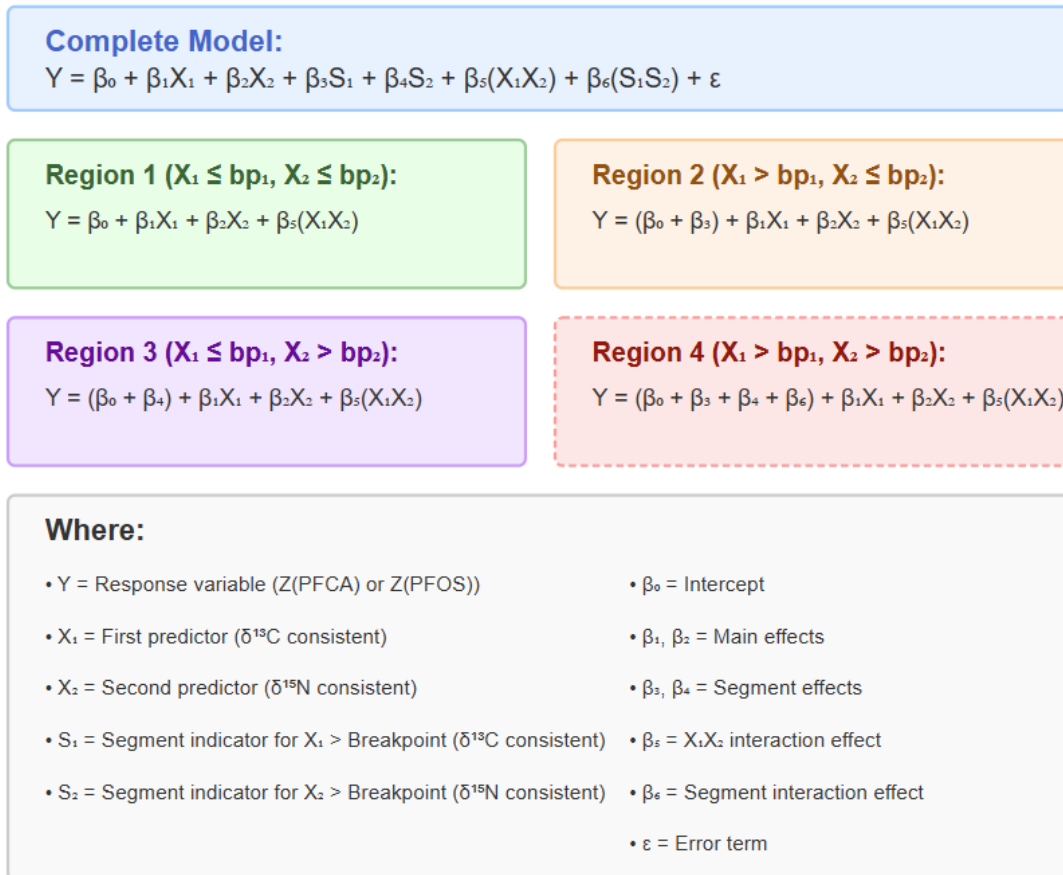 Complete Model:
Y = β₀ + β₁X₁ + β₂X₂ + β₃S₁ + β₄S₂ + β₅(X₁X₂) + β₆(S₁S₂) + ε
Region 1 (X₁ ≤ bp₁, X₂ ≤ bp₂):
Y = β₀ + β₁X₁ + β₂X₂ + β₅(X₁X₂)
Region 2 (X₁ > bp₁, X₂ ≤ bp₂):
Y = (β₀ + β₃) + β₁X₁ + β₂X₂ + β₅(X₁X₂)
Region 3 (X₁ ≤ bp₁, X₂ > bp₂):
Y = (β₀ + β₄) + β₁X₁ + β₂X₂ + β₅(X₁X₂)
Region 4 (X₁ > bp₁, X₂ > bp₂):
Y = (β₀ + β₃ + β₄ + β₆) + β₁X₁ + β₂X₂ + β₅(X₁X₂)
Where:
• Y = Response variable (Z(PFCA) or Z(PFOS))
• X₁ = First predictor (δ¹³C consistent)
• X₂ = Second predictor (δ¹⁵N consistent)
• S₁ = Segment indicator for X₁ > Breakpoint (δ¹³C consistent)
• S₂ = Segment indicator for X₂ > Breakpoint (δ¹⁵N consistent)
• β₀ = Intercept
• β₁, β₂ = Main effects
• β₃, β₄ = Segment effects
• β₅ = X₁X₂ interaction effect
• β₆ = Segment interaction effect
• ε = Error term